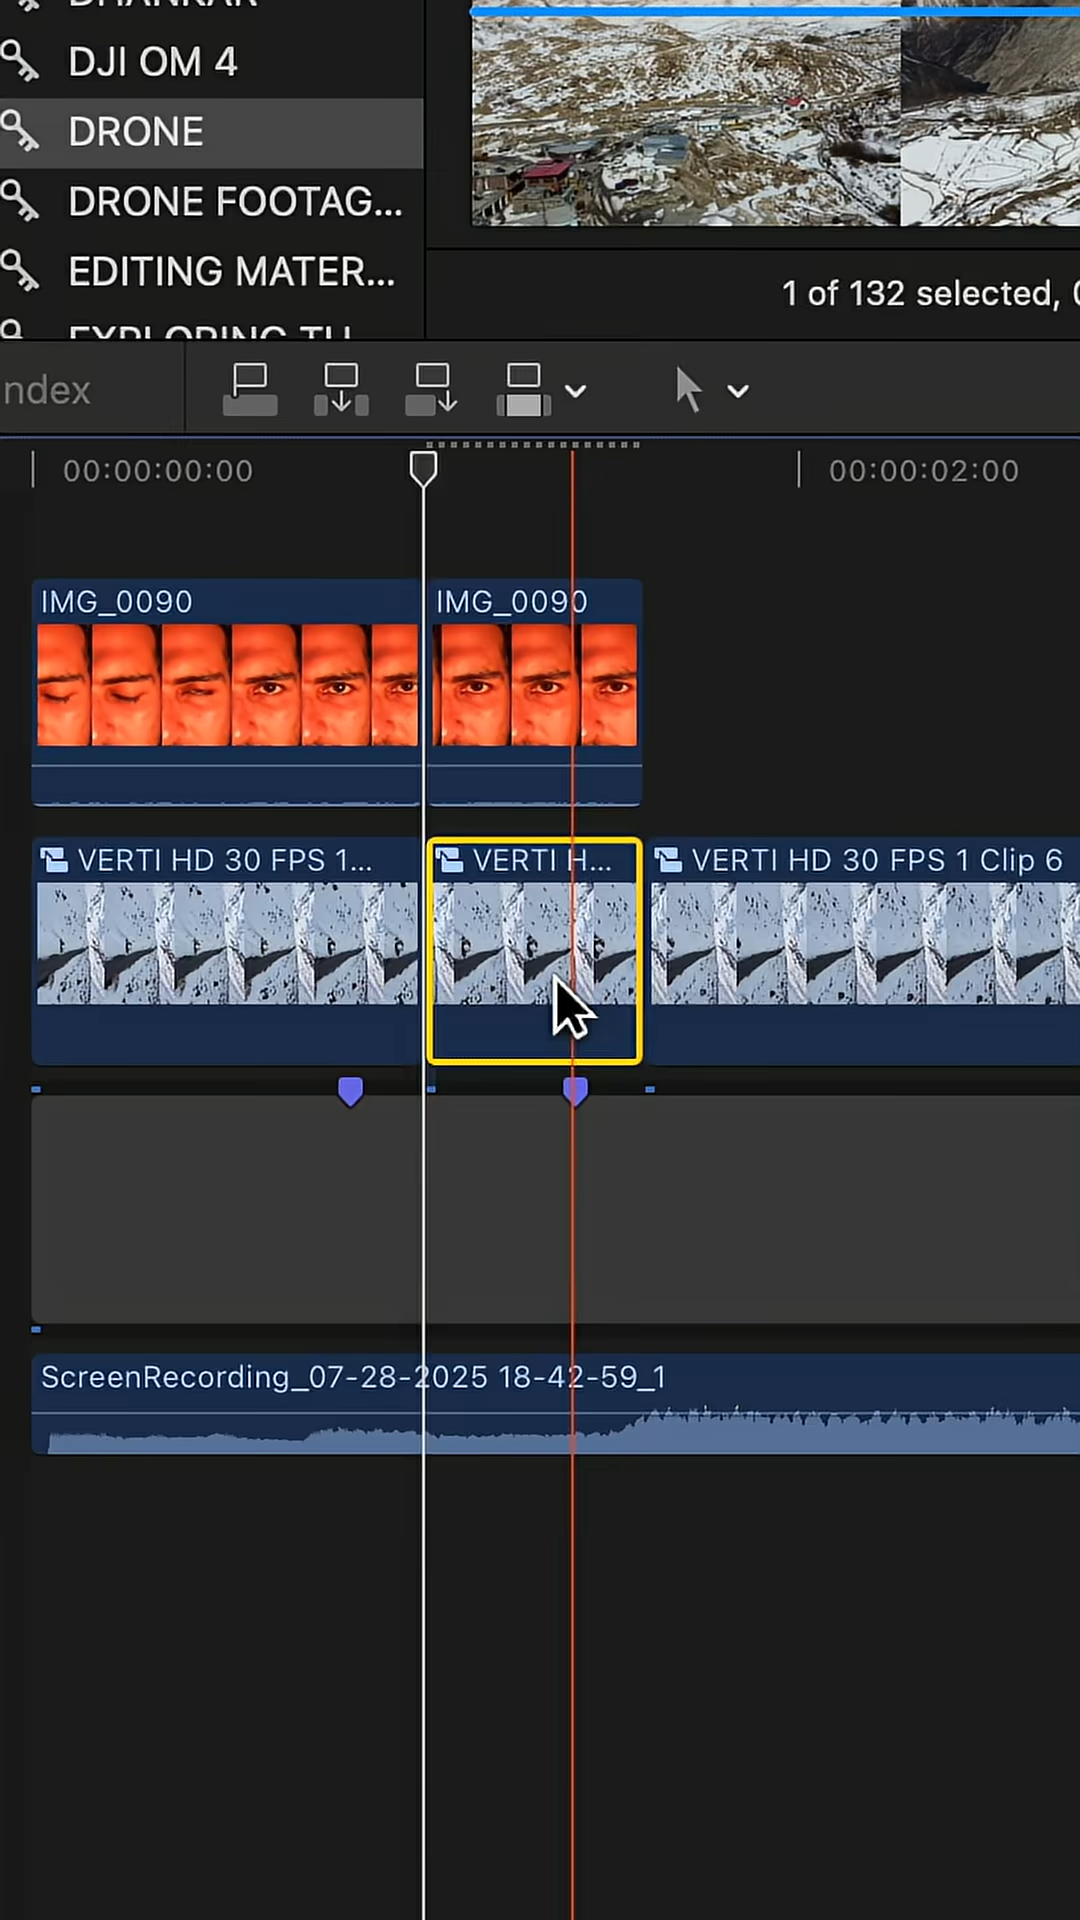 DHANKAR
DJI OM 4
DRONE
DRONE FOOTAG...
EDITING MATER...
EXPLORING TH
1 of 132 selected, 0
ndex
00:00:00:00
00:00:02:00
IMG_0090
IMG_0090
VERTI HD 30 FPS 1...
VERTI H...
VERTI HD 30 FPS 1 Clip 6
ScreenRecording_07-28-2025 18-42-59_1